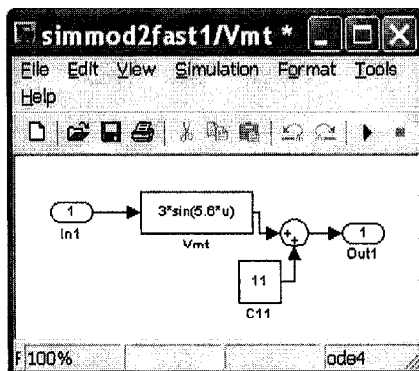 simmod2fast1/Vmt *
File Edit View Simulation Format Tools
Help
1
In1
3*sin(5.6*u)
Vmt
+
+
1
Out1
11
C11
F 100%
ode4